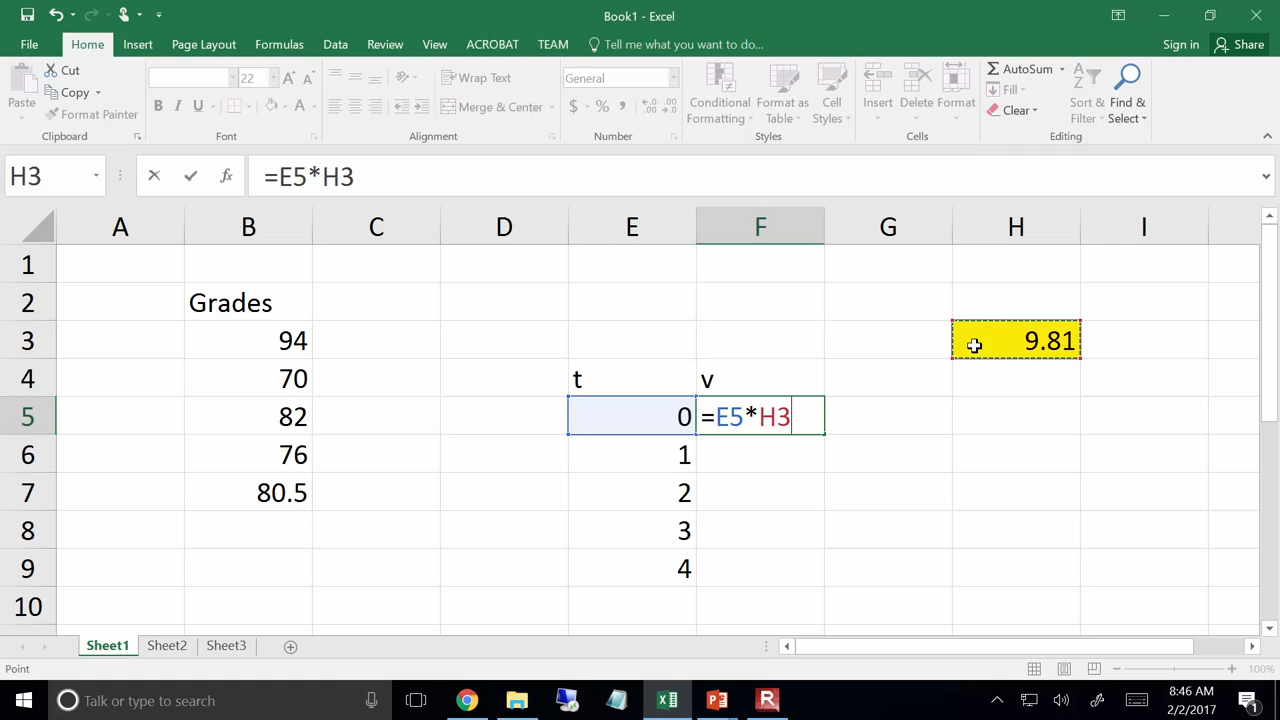 Book1 - Excel
File Home Insert Page Layout Formulas Data Review View ACROBAT TEAM Tell me what you want to do... Sign in Share
Paste Cut Copy Format Painter
22 A A B I U A
Wrap Text Merge & Center
General $ % ,
Conditional Formatting Format as Table Cell Styles
Insert Delete Format
AutoSum Fill Clear Sort & Filter Find & Select
Clipboard Font Alignment Number Styles Cells Editing
H3 fx =E5*H3
A B C D E F G H I
1
2 Grades
3 94 9.81
4 70 t v
5 82 0 =E5*H3
6 76 1
7 80.5 2
8 3
9 4
10
Sheet1 Sheet2 Sheet3
Point 100%
Talk or type to search 8:46 AM
2/2/2017 1